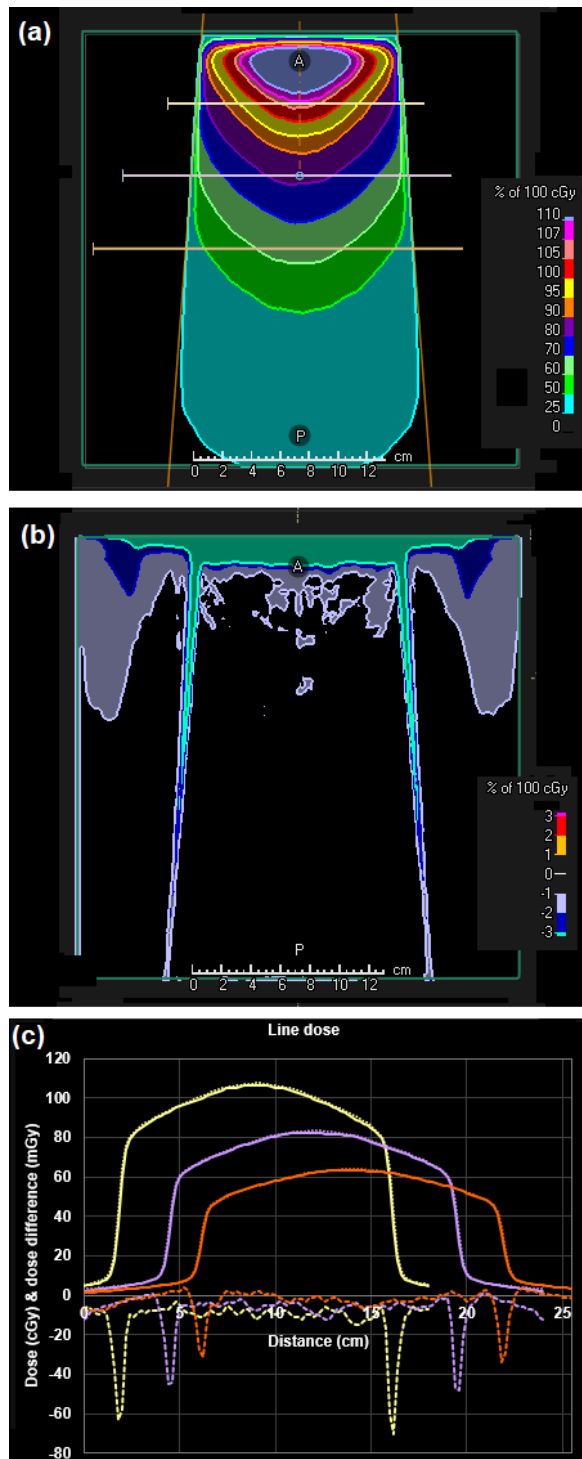 (a)
A
% of 100 cGy
110
107
105
100
95
90
80
70
60
50
25
0
P
0 2 4 6 8 10 12 cm
(b)
A
% of 100 cGy
3
2
1
0
-1
-2
-3
P
0 2 4 6 8 10 12 cm
(c)
Line dose
Dose (cGy) & dose difference (mGy)
120
100
80
60
40
20
0
-20
-40
-60
-80
0 5 10 15 20 25
Distance (cm)